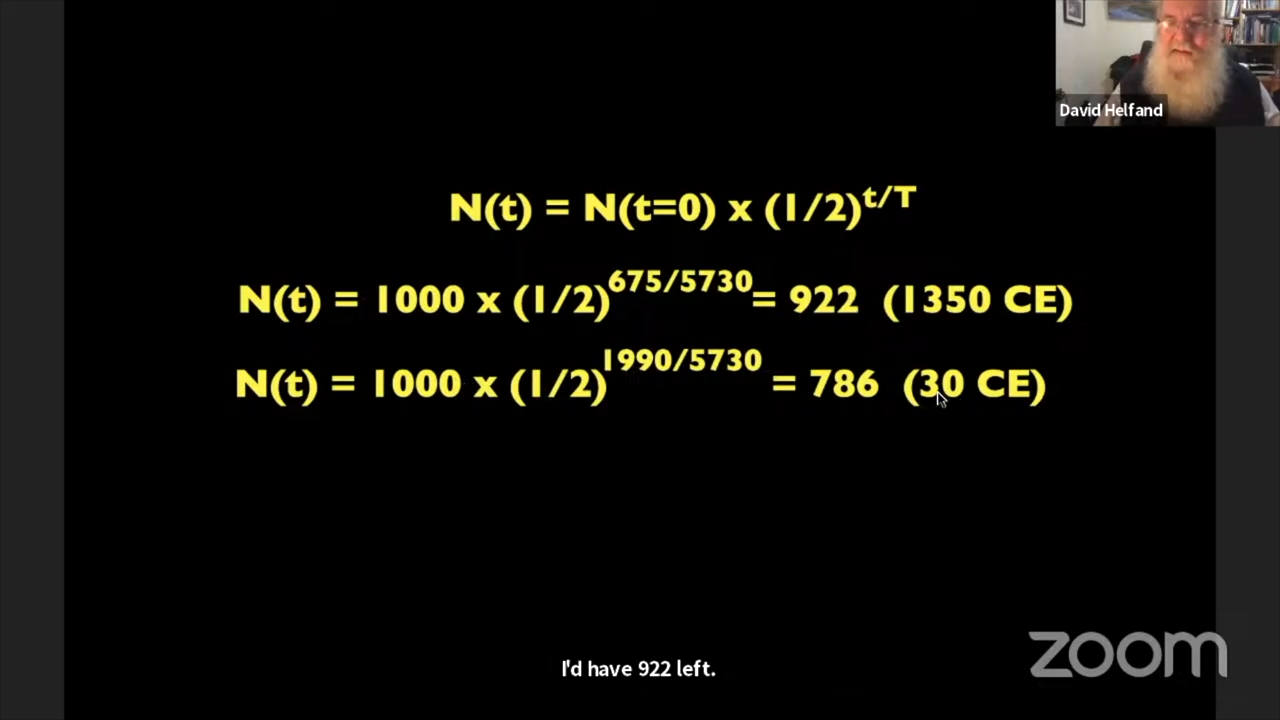 David Helfand
N(t) = N(t=0) x (1/2)^t/T
N(t) = 1000 x (1/2)^675/5730 = 922 (1350 CE)
N(t) = 1000 x (1/2)^1990/5730 = 786 (30 CE)
I'd have 922 left.
zoom